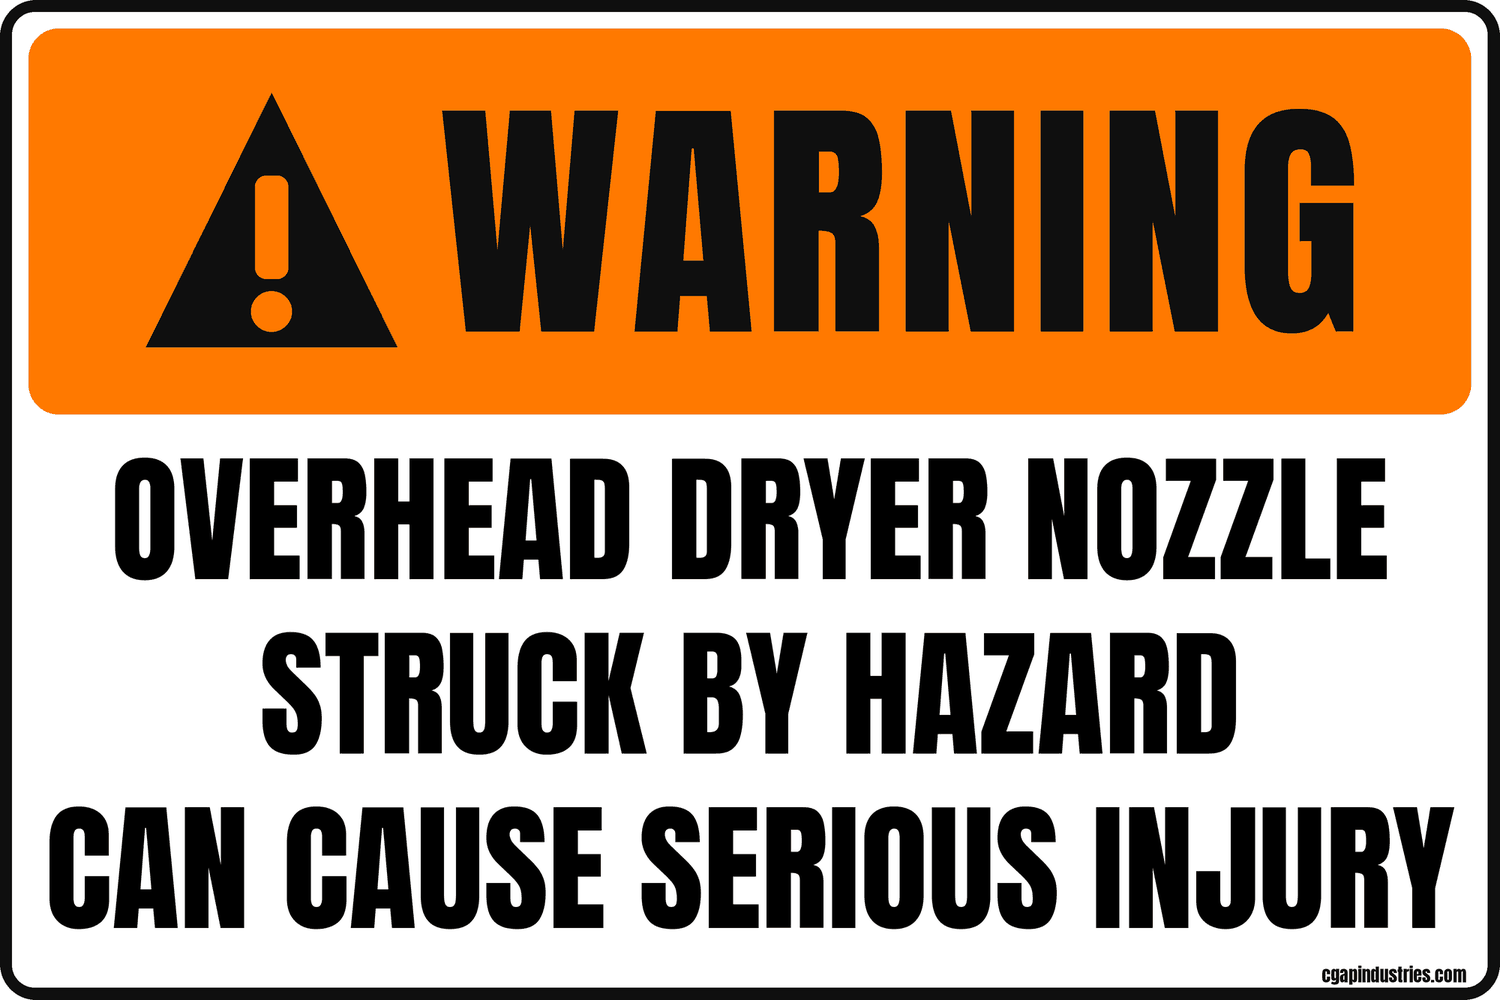 WARNING
OVERHEAD DRYER NOZZLE
STRUCK BY HAZARD
CAN CAUSE SERIOUS INJURY
cgapindustries.com